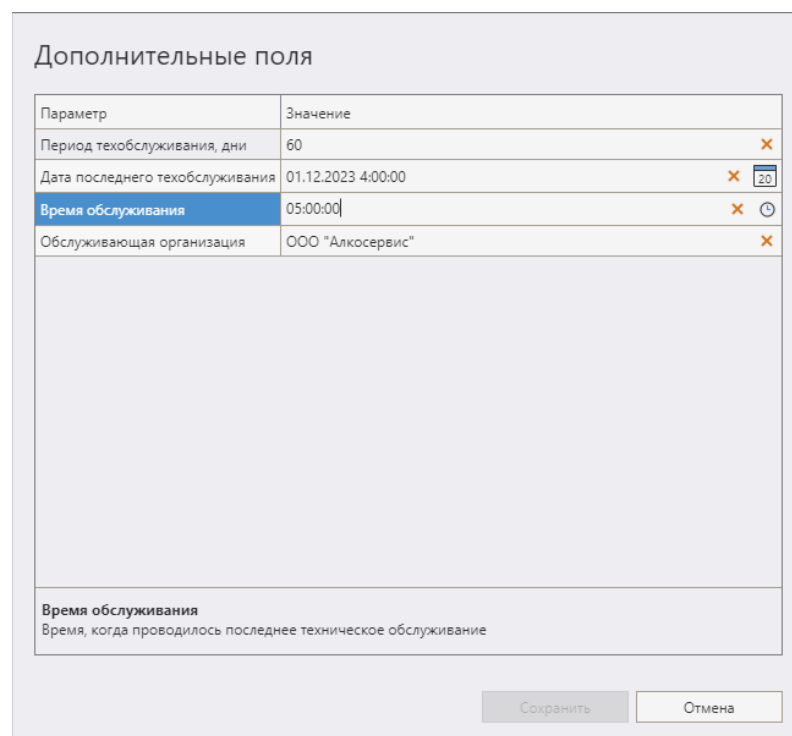 Дополнительные поля
Параметр Значение
Период техобслуживания, дни 60
Дата последнего техобслуживания 01.12.2023 4:00:00 20
Время обслуживания 05:00:00
Обслуживающая организация ООО "Алкосервис"
Время обслуживания
Время, когда проводилось последнее техническое обслуживание
Сохранить Отмена